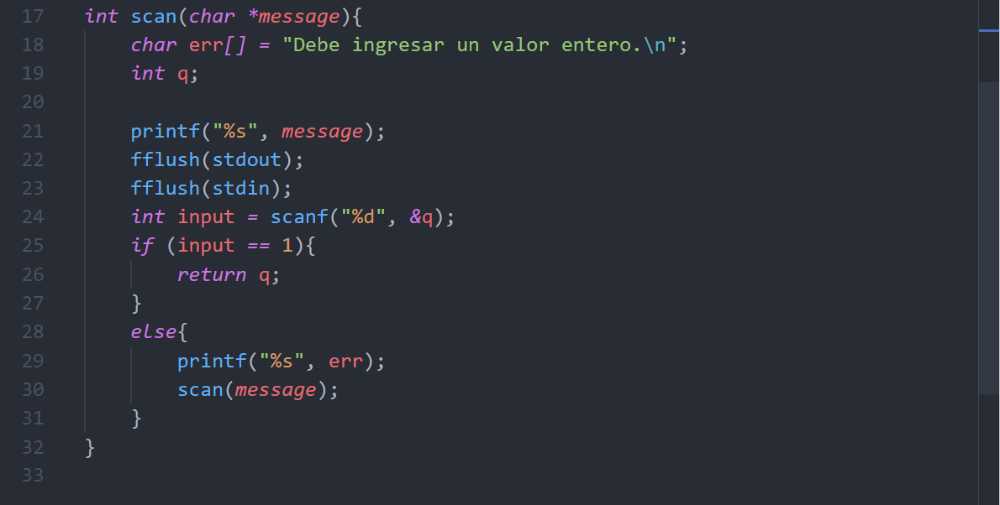 17 int scan(char *message){
18     char err[] = "Debe ingresar un valor entero.\n";
19     int q;
20
21     printf("%s", message);
22     fflush(stdout);
23     fflush(stdin);
24     int input = scanf("%d", &q);
25     if (input == 1){
26         return q;
27     }
28     else{
29         printf("%s", err);
30         scan(message);
31     }
32 }
33